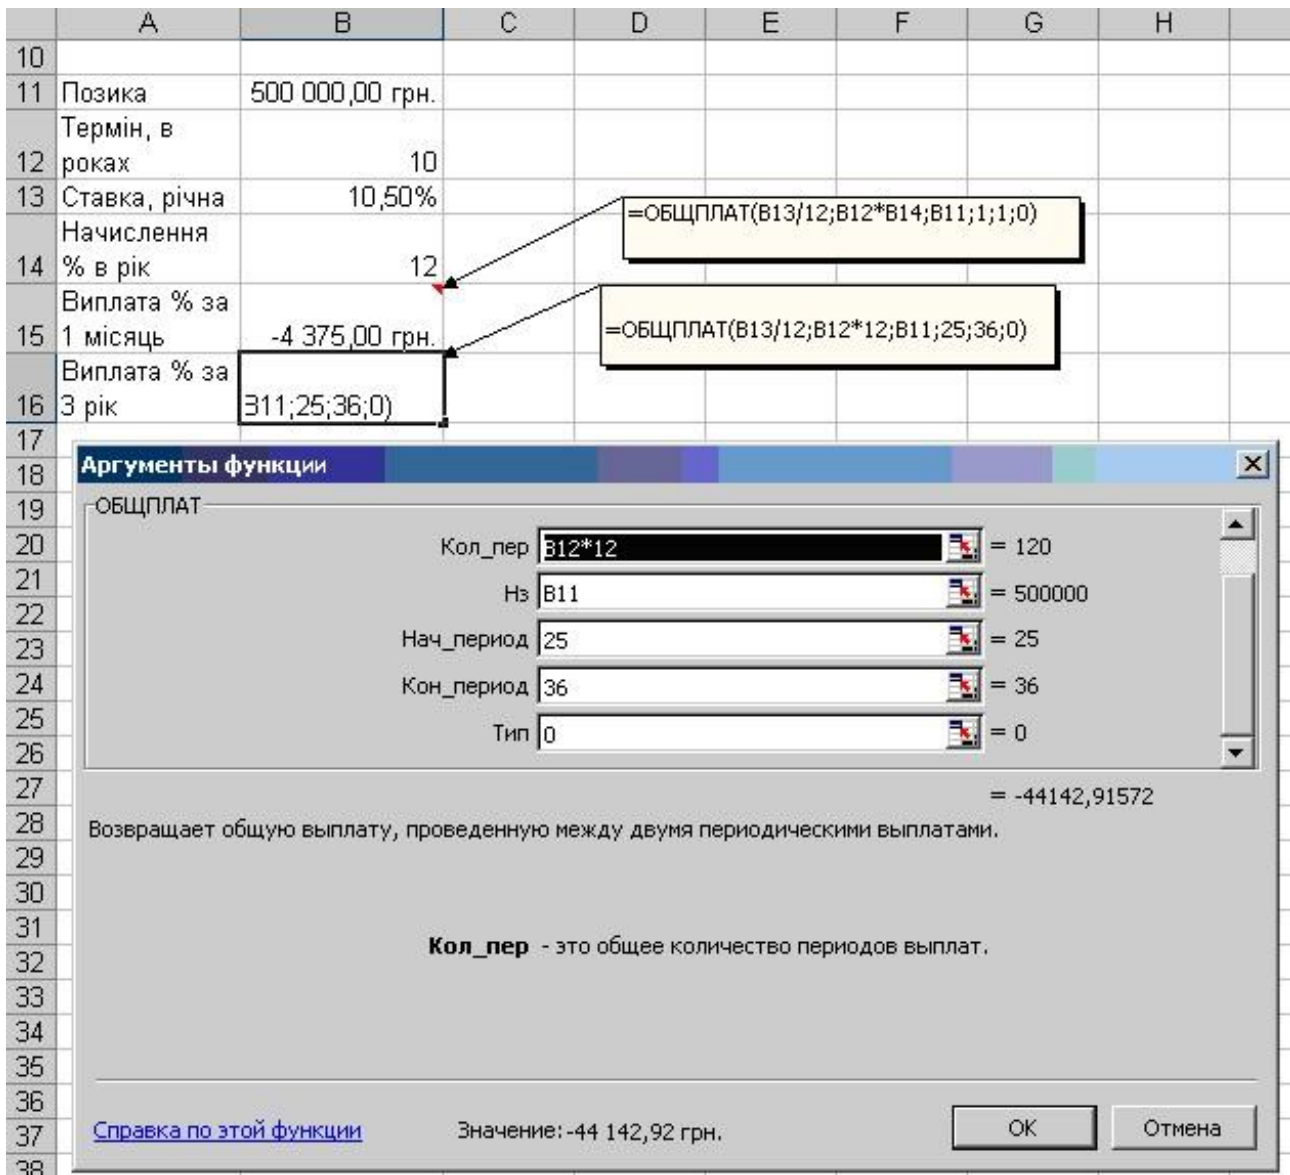 A B C D E F G H
10
11 Позика 500 000,00 грн.
Термін, в
12 роках 10
13 Ставка, річна 10,50%
=ОБЩПЛАТ(B13/12;B12*B14;B11;1;1;0)
Начислення
14 % в рік 12
Виплата % за
15 1 місяць -4 375,00 грн.
=ОБЩПЛАТ(B13/12;B12*12;B11;25;36;0)
Виплата % за
16 3 рік B11;25;36;0)
17
Аргументы функции
18
19 ОБЩПЛАТ
20 Кол_пер B12*12 = 120
21
Нз B11 = 500000
22
23 Нач_период 25 = 25
24 Кон_период 36 = 36
25
Тип 0 = 0
26
27 = -44142,91572
28 Возвращает общую выплату, проведенную между двумя периодическими выплатами.
29
30
31
Кол_пер - это общее количество периодов выплат.
32
33
34
35
36
37 Справка по этой функции Значение: -44 142,92 грн. ОК Отмена
38